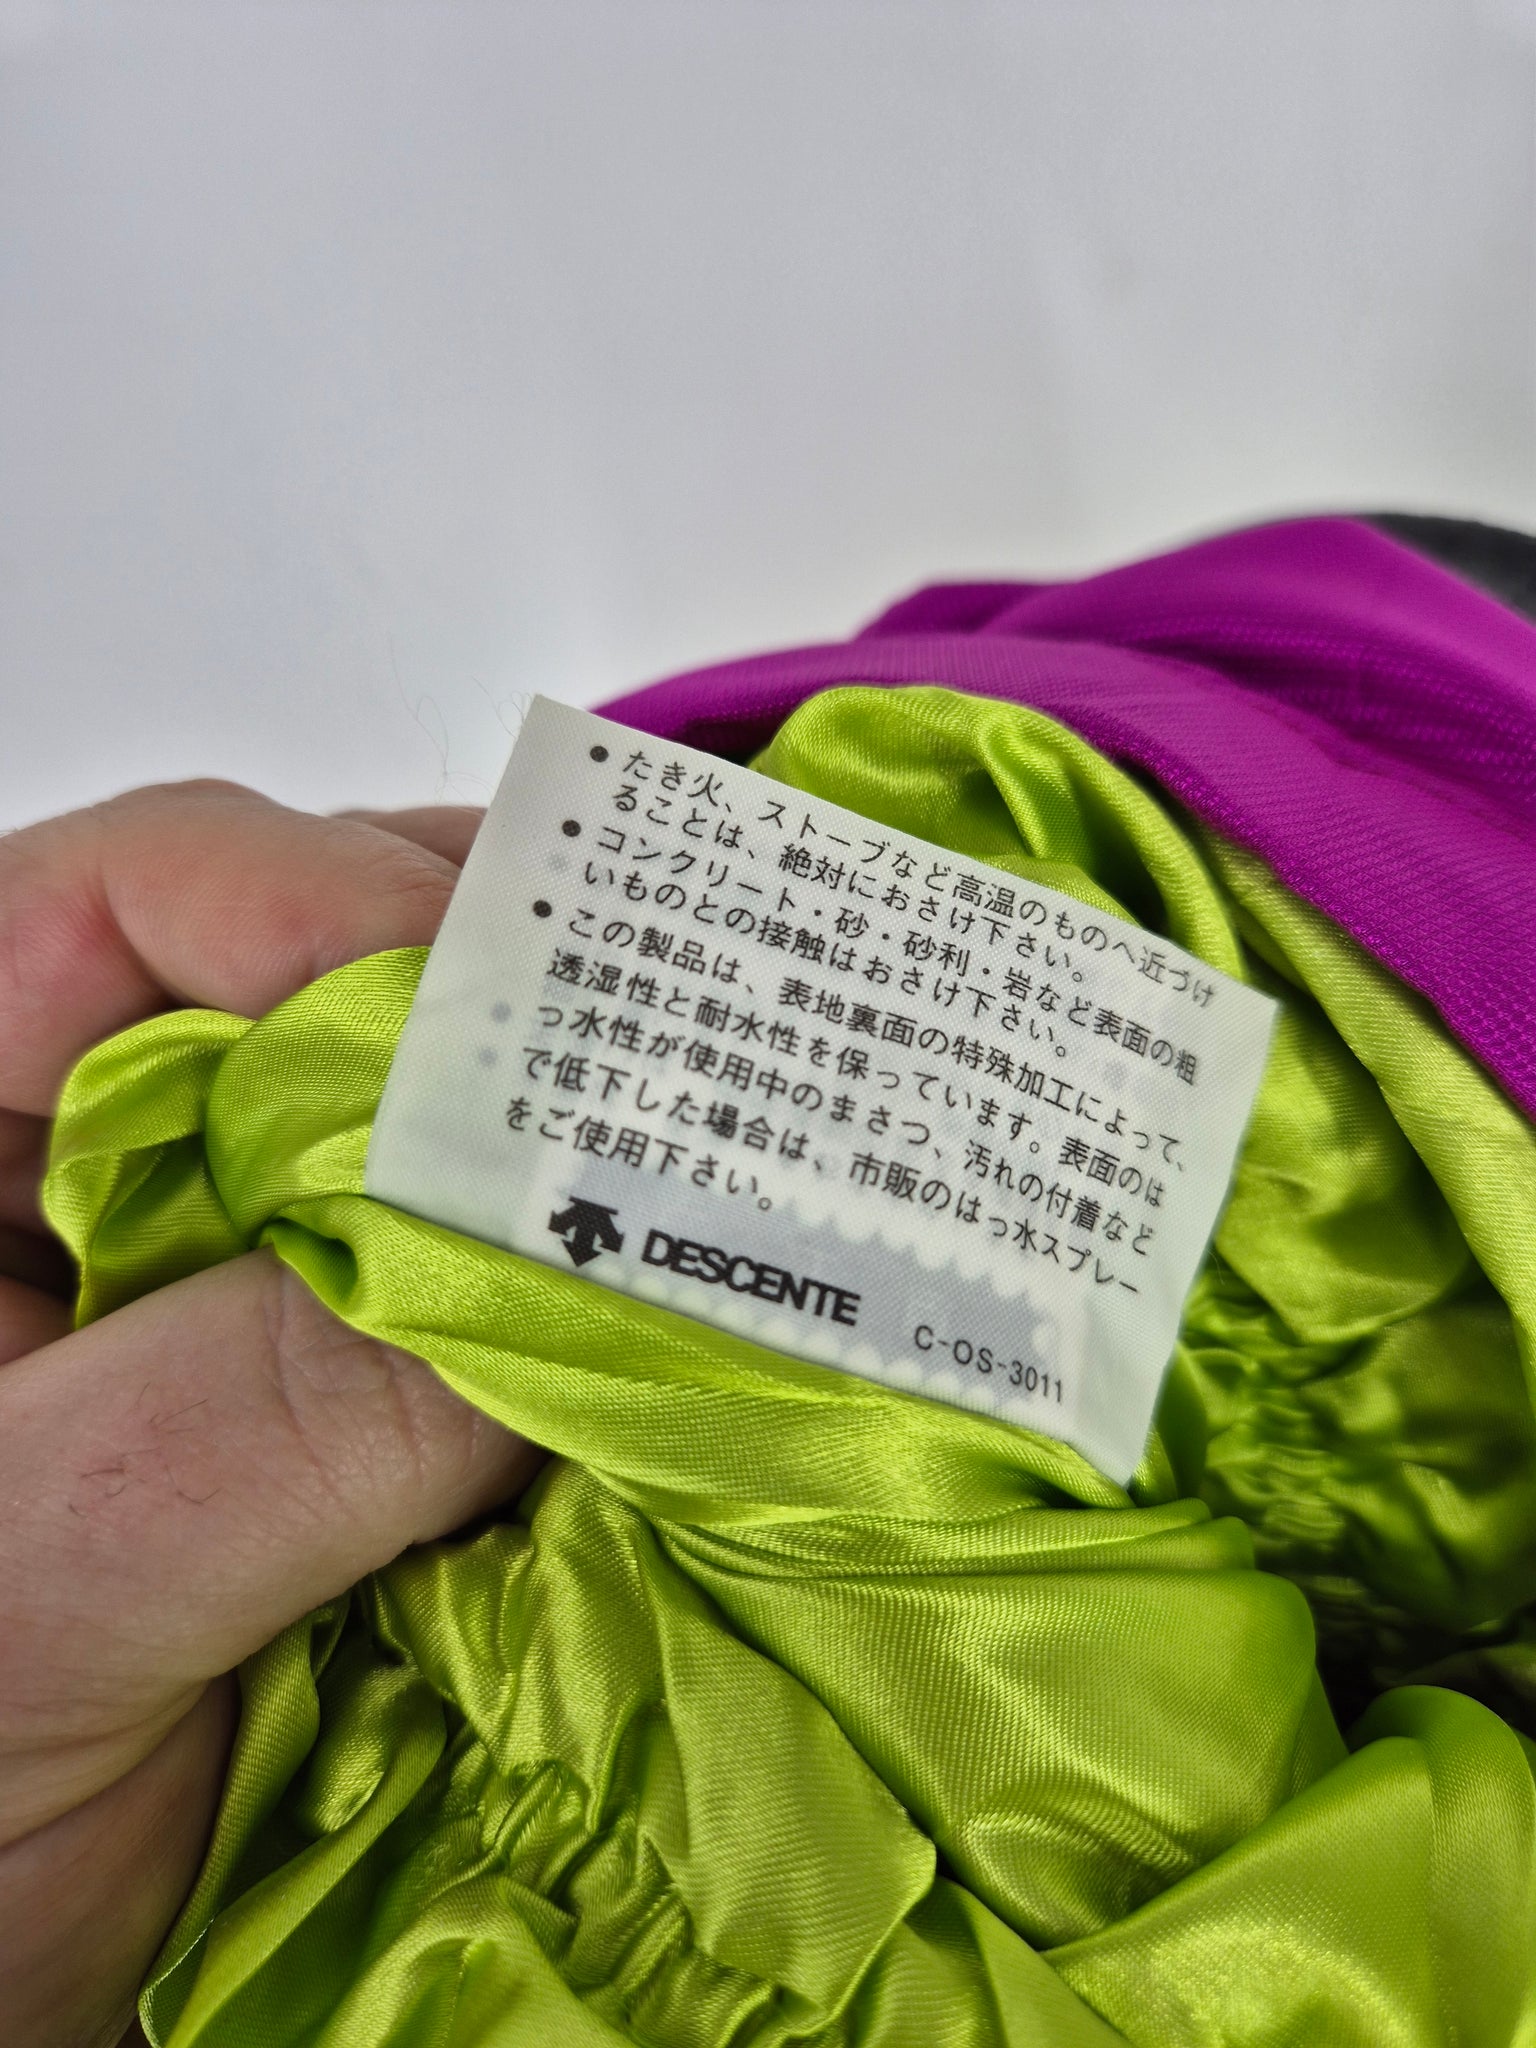 ● たき火、ストーブなど高温のものへ近づけ
ることは、絶対におさけ下さい。
● コンクリート・砂・砂利・岩など表面の粗
いものとの接触はおさけ下さい。
● この製品は、表地裏面の特殊加工によって、
透湿性と耐水性を保っています。表面のは
っ水性が使用中のまさつ、汚れの付着など
で低下した場合は、市販のはっ水スプレー
をご使用下さい。
DESCENTE
C-OS-3011